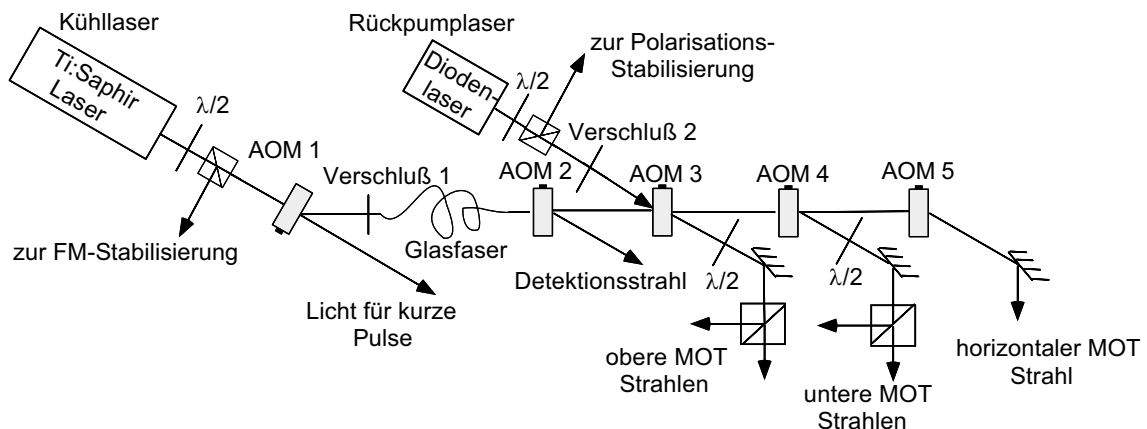 Kühllaser
Ti:Saphir
Laser
λ/2
AOM 1
zur FM-Stabilisierung
Verschluß 1
Glasfaser
Licht für kurze
Pulse
Rückpumplaser
Dioden-
laser
λ/2
zur Polarisations-
Stabilisierung
Verschluß 2
AOM 2
AOM 3
AOM 4
AOM 5
Detektionsstrahl
λ/2
λ/2
obere MOT
Strahlen
untere MOT
Strahlen
horizontaler MOT
Strahl